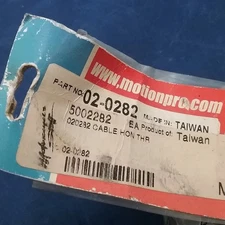 www.motionpro.com
PART NO. 02-0282 MADE IN: TAIWAN
5002282 EA Product of: Taiwan
020282 CABLE HON THR
02-0282
M